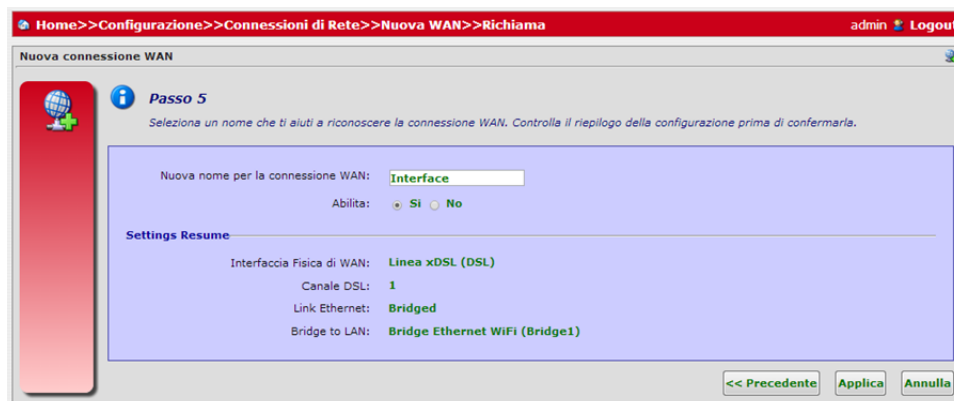 Home>>Configurazione>>Connessioni di Rete>>Nuova WAN>>Richiama admin Logout
Nuova connessione WAN
Passo 5
Seleziona un nome che ti aiuti a riconoscere la connessione WAN. Controlla il riepilogo della configurazione prima di confermarla.
Nuova nome per la connessione WAN: Interface
Abilita: Si No
Settings Resume
Interfaccia Fisica di WAN: Linea xDSL (DSL)
Canale DSL: 1
Link Ethernet: Bridged
Bridge to LAN: Bridge Ethernet WiFi (Bridge1)
<< Precedente Applica Annulla